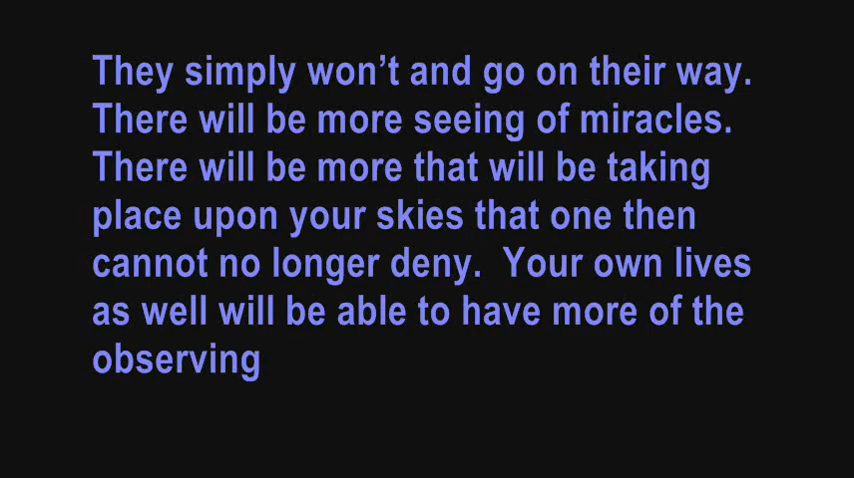 They simply won’t and go on their way.
There will be more seeing of miracles.
There will be more that will be taking
place upon your skies that one then
cannot no longer deny.  Your own lives
as well will be able to have more of the
observing